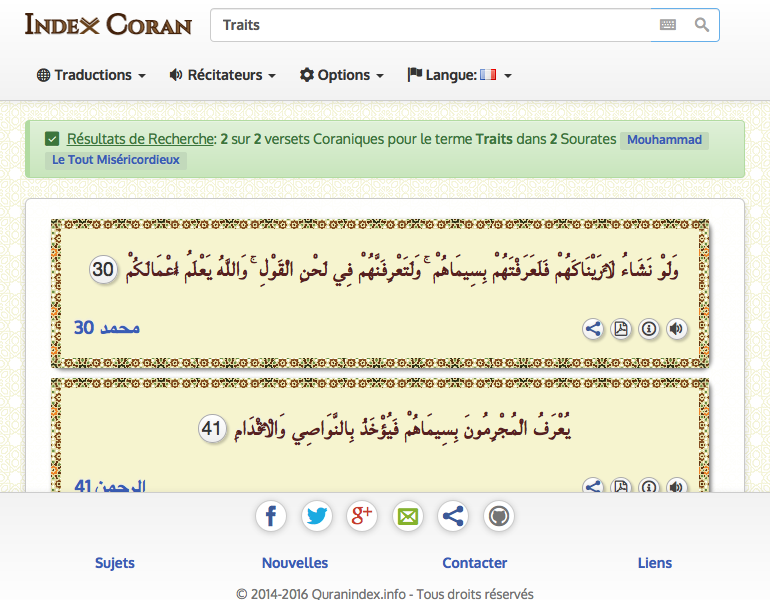 Index Coran
Traits
Traductions Récitateurs Options Langue:
Résultats de Recherche: 2 sur 2 versets Coraniques pour le terme Traits dans 2 Sourates Mouhammad
Le Tout Miséricordieux
وَلَوْ نَشَاءُ لَأَرَيْنَاكَهُمْ فَلَعَرَفْتَهُمْ بِسِيمَاهُمْ ۚ وَلَتَعْرِفَنَّهُمْ فِي لَحْنِ الْقَوْلِ ۚ وَاللَّهُ يَعْلَمُ أَعْمَالَكُمْ 30
محمد 30
يُعْرَفُ الْمُجْرِمُونَ بِسِيمَاهُمْ فَيُؤْخَذُ بِالنَّوَاصِي وَالْأَقْدَامِ 41
الرحمن 41
Sujets Nouvelles Contacter Liens
© 2014-2016 Quranindex.info - Tous droits réservés